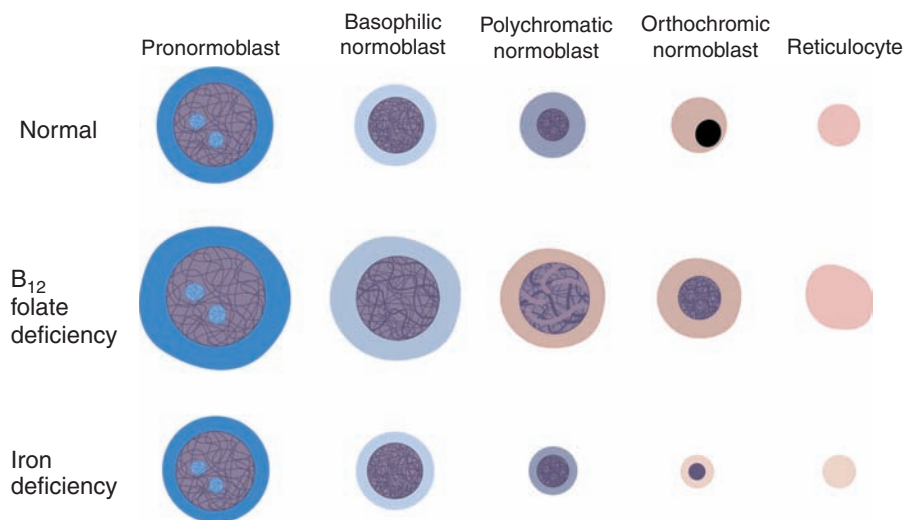 Pronormoblast
Basophilic
normoblast
Polychromatic
normoblast
Orthochromic
normoblast
Reticulocyte
Normal
B₁₂
folate
deficiency
Iron
deficiency